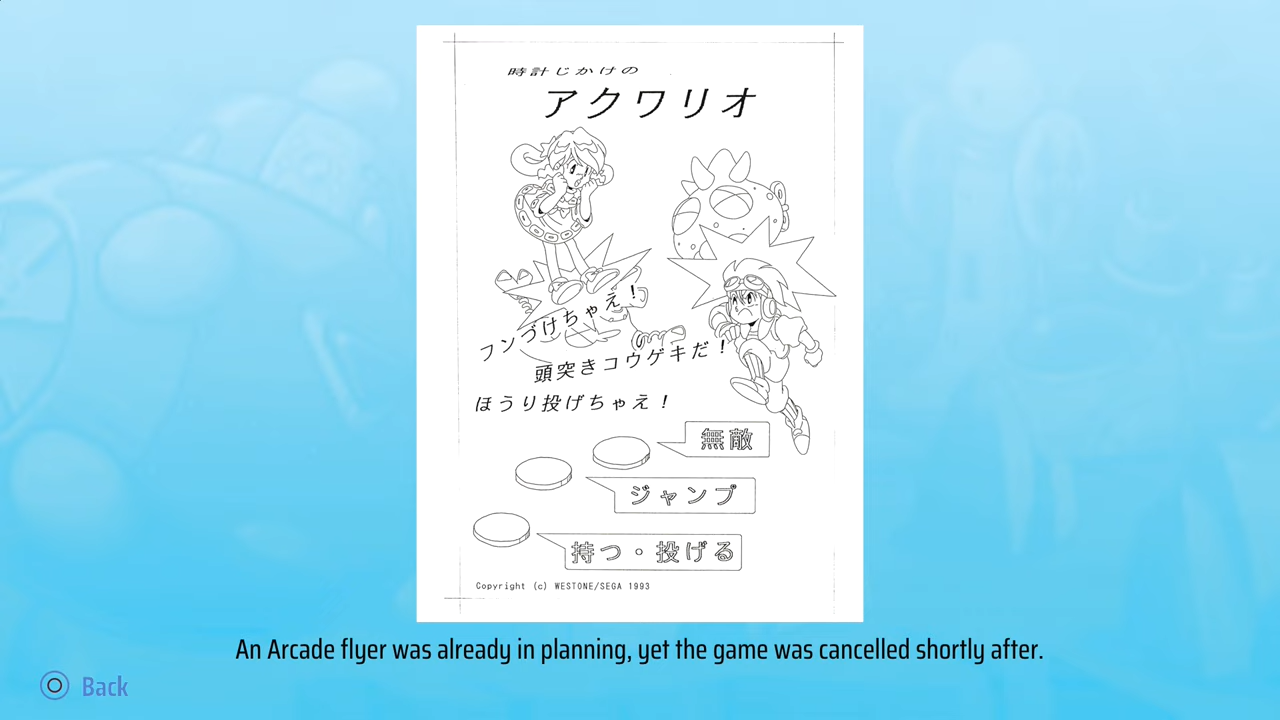 時計じかけの
アクワリオ
フンづけちゃえ!
頭突きコウゲキだ!
ほうり投げちゃえ!
無敵
ジャンプ
持つ・投げる
Copyright (c) WESTONE/SEGA 1993
An Arcade flyer was already in planning, yet the game was cancelled shortly after.
Back